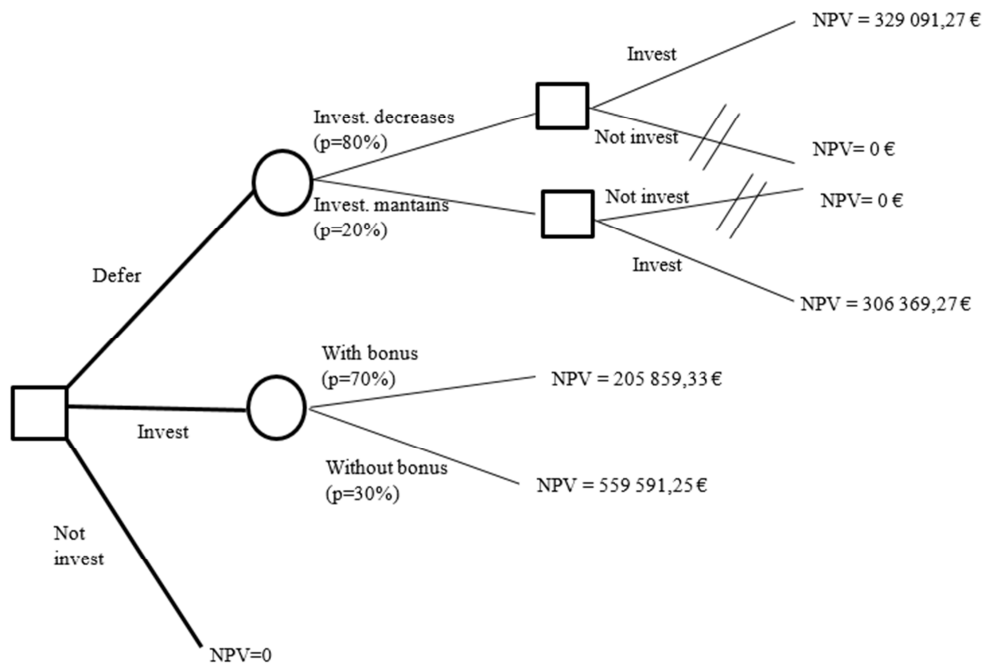 NPV = 329 091,27 €
Invest
Invest. decreases
(p=80%)
Not invest
NPV= 0 €
Not invest
NPV= 0 €
Invest. mantains
(p=20%)
Invest
Defer
NPV = 306 369,27 €
With bonus
(p=70%)
NPV = 205 859,33 €
Invest
Without bonus
(p=30%)
NPV = 559 591,25 €
Not
invest
NPV=0